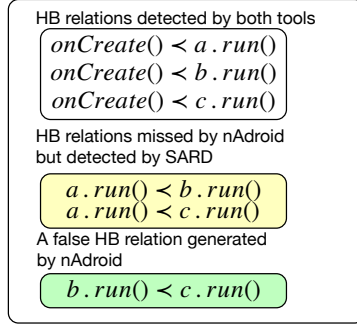 HB relations detected by both tools
onCreate() ≺ a . run()
onCreate() ≺ b . run()
onCreate() ≺ c . run()
HB relations missed by nAdroid
but detected by SARD
a . run() ≺ b . run()
a . run() ≺ c . run()
A false HB relation generated
by nAdroid
b . run() ≺ c . run()